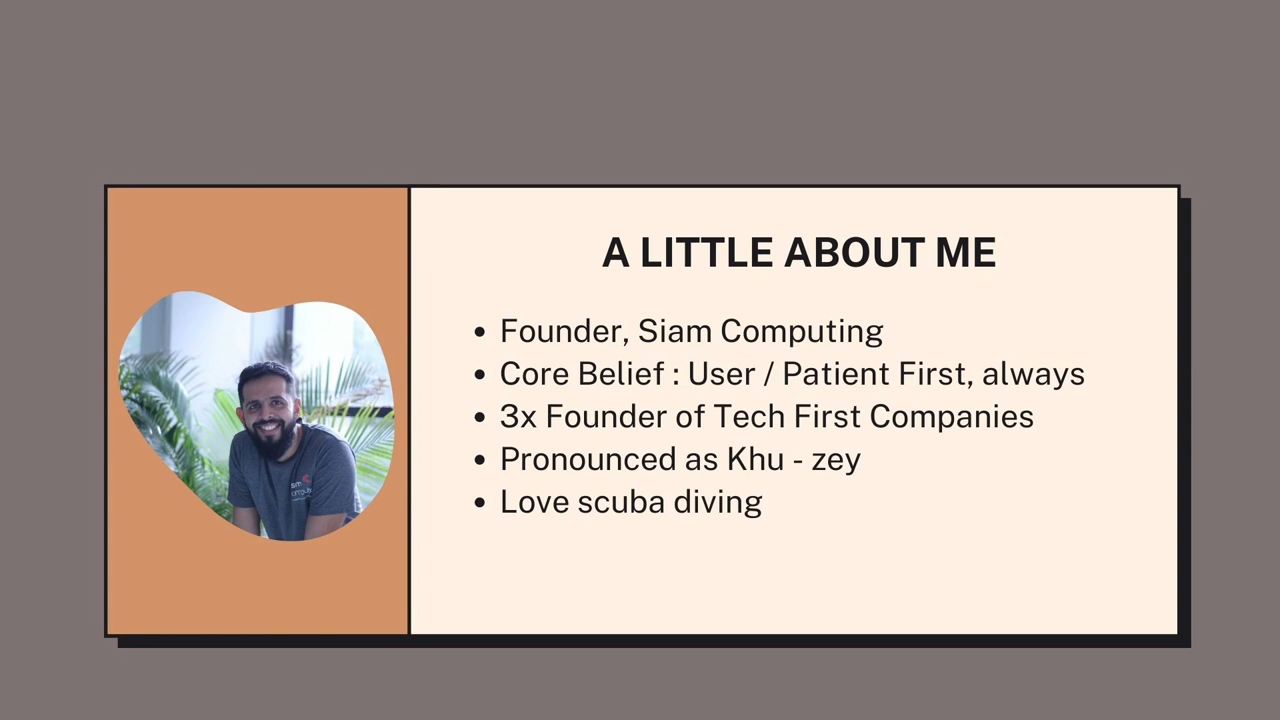 A LITTLE ABOUT ME
• Founder, Siam Computing
• Core Belief : User / Patient First, always
• 3x Founder of Tech First Companies
• Pronounced as Khu - zey
• Love scuba diving